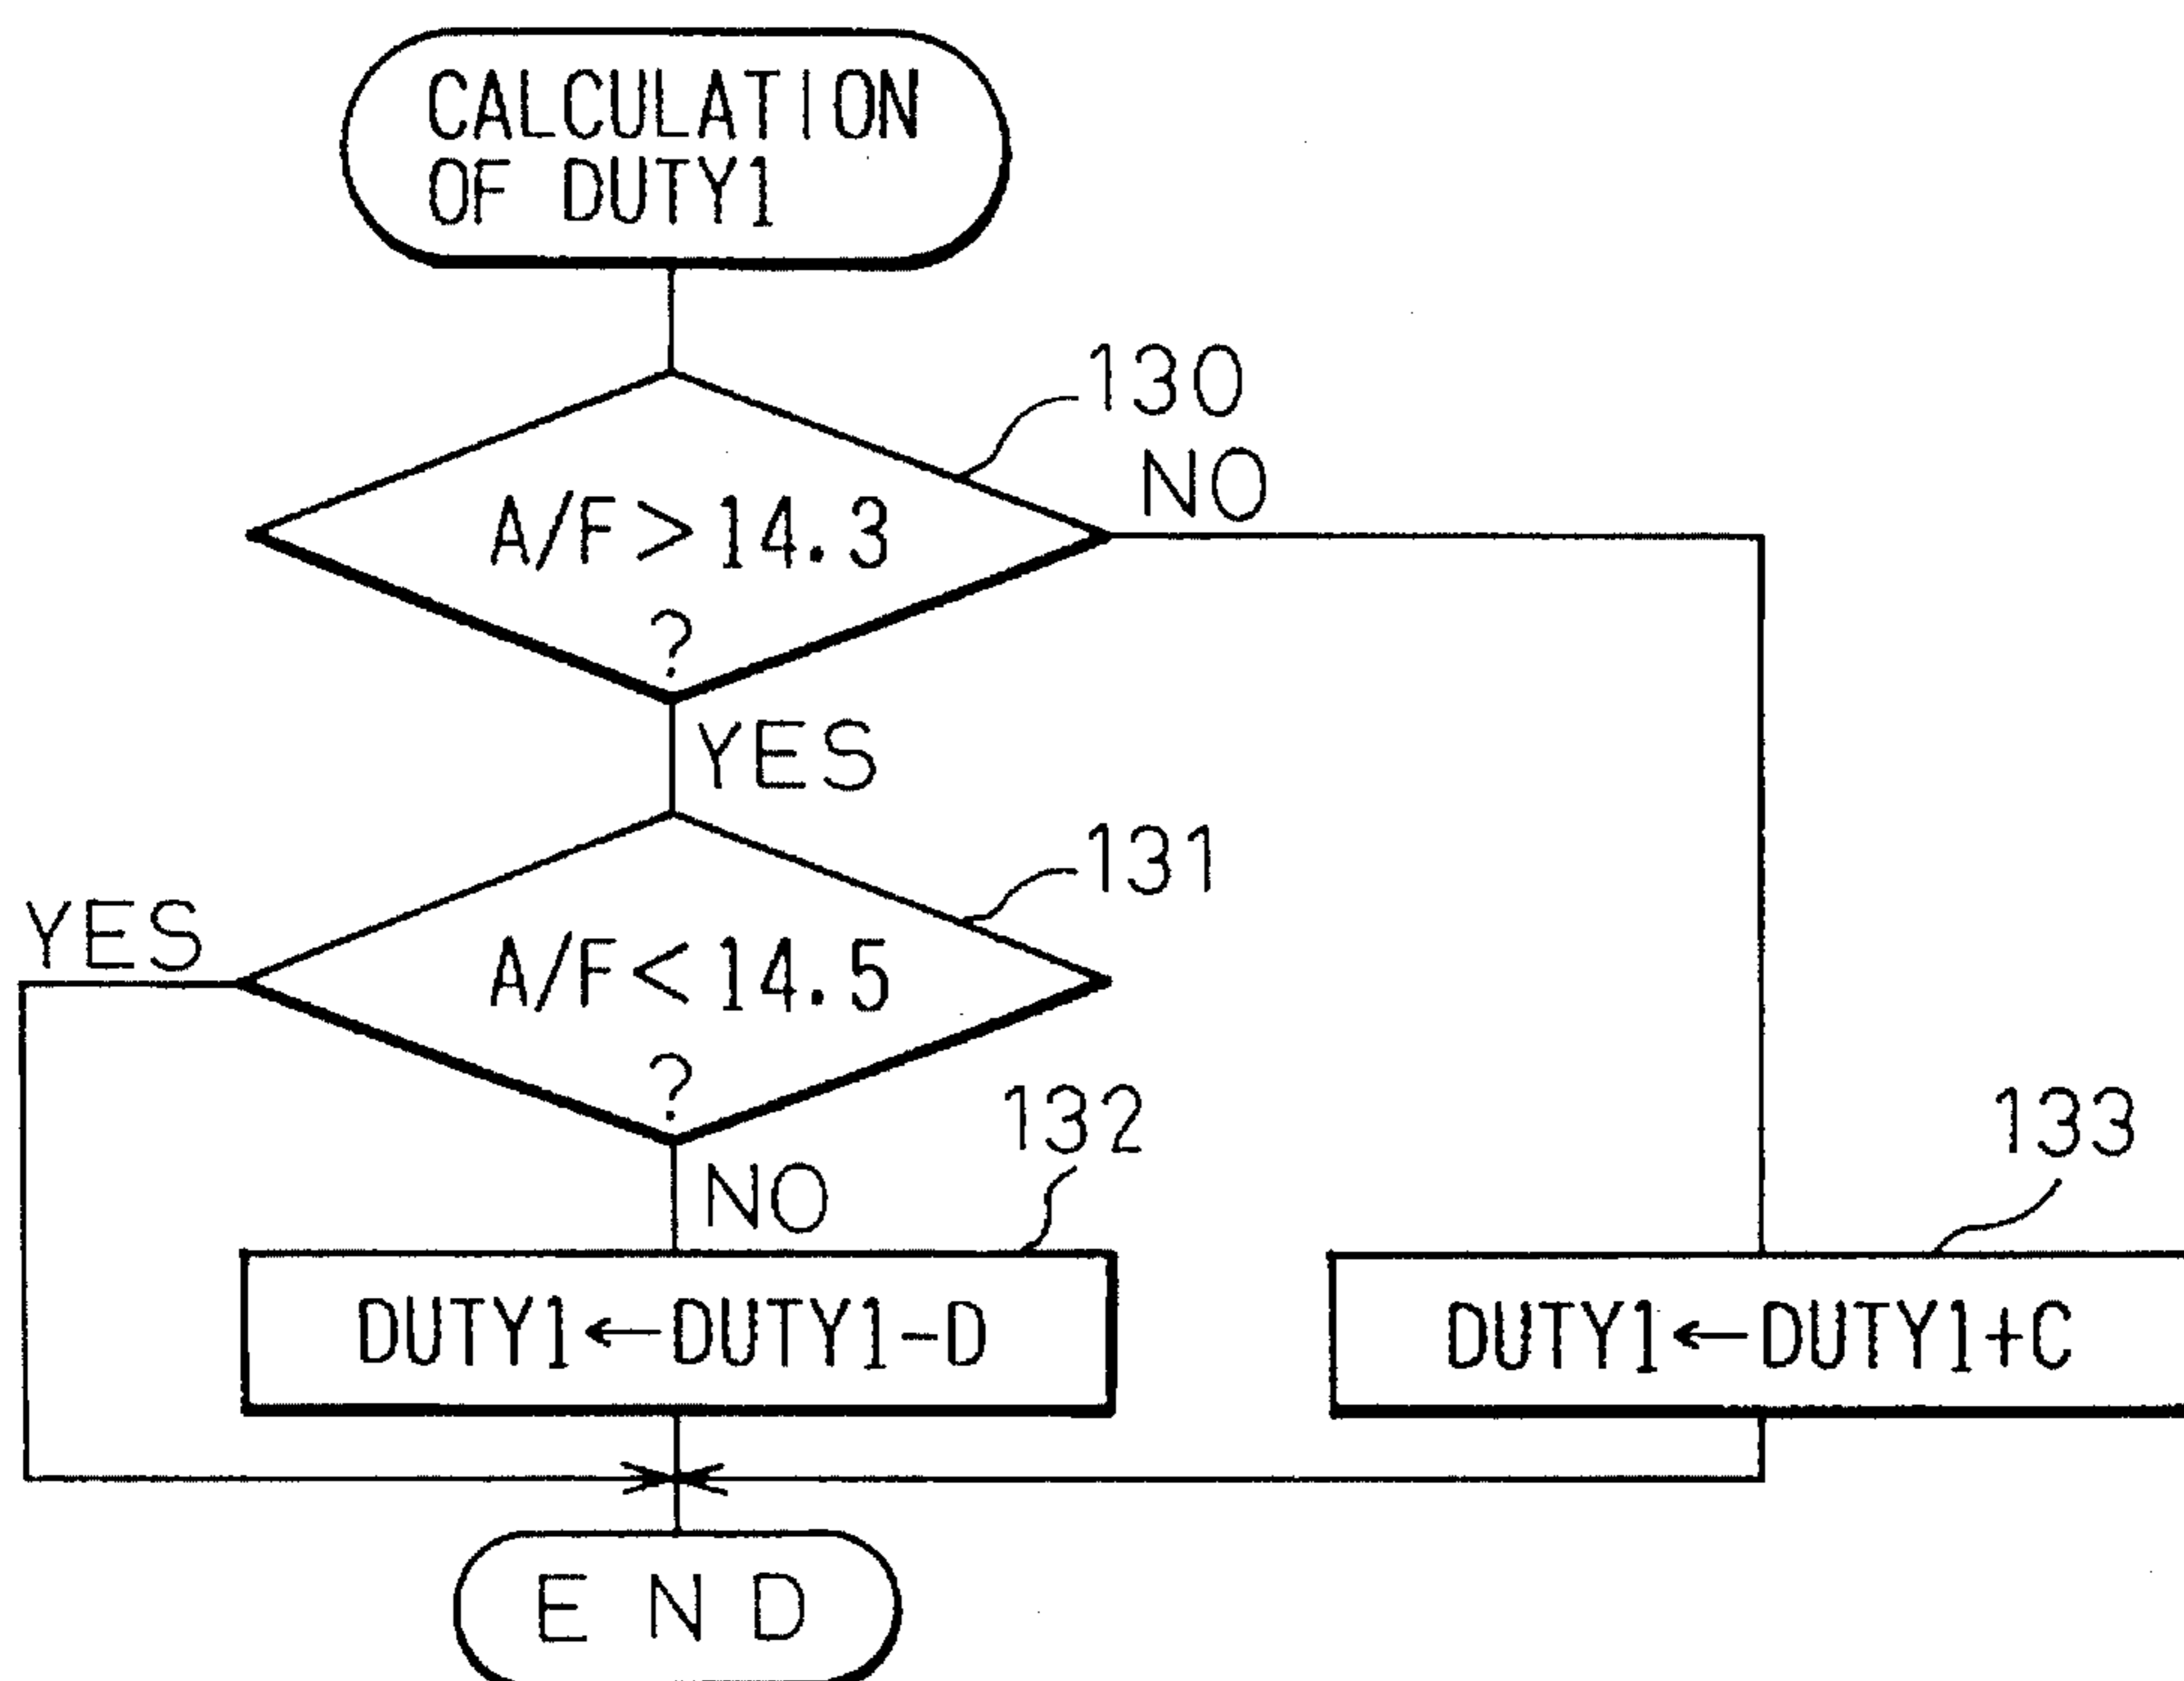 CALCULATION
OF DUTY1
130
NO
A/F>14.3
?
YES
131
YES
A/F<14.5
?
132
NO
133
DUTY1←DUTY1-D
DUTY1←DUTY1+C
END